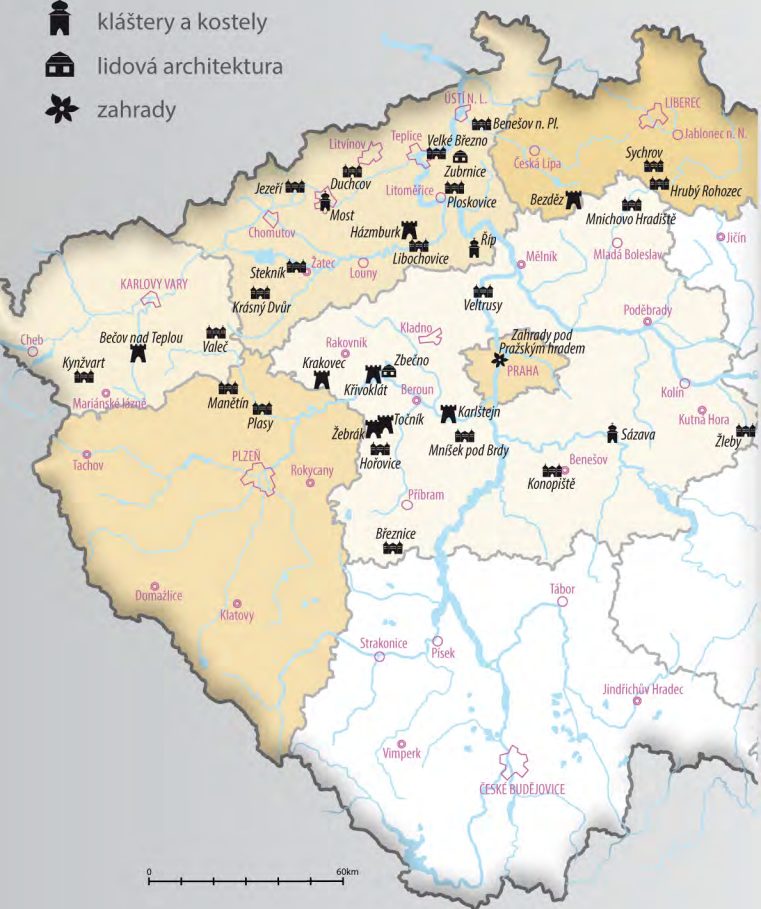 kláštery a kostely
lidová architektura
zahrady
ÚSTÍ N. L.
LIBEREC
Benešov n. Pl.
Jablonec n. N.
Litvínov
Teplice
Velké Březno
Česká Lípa
Sychrov
Zubrnice
Duchcov
Jezeří
Litoměřice
Ploskovice
Hrubý Rohozec
Bezděz
Most
Mnichovo Hradiště
Chomutov
Házmburk
Říp
Jičín
Libochovice
Mělník
Mladá Boleslav
Stekník
Žatec
Louny
KARLOVY VARY
Krásný Dvůr
Veltrusy
Poděbrady
Cheb
Bečov nad Teplou
Valeč
Rakovník
Kladno
Zahrady pod
Pražským hradem
Kynžvart
Krakovec
Zbečno
PRAHA
Křivoklát
Mariánské lázně
Manětín
Beroun
Kolín
Plasy
Točník
Karlštejn
Kutná Hora
Žebrák
Sázava
Žleby
Mníšek pod Brdy
Hořovice
PLZEŇ
Tachov
Rokycany
Konopiště
Benešov
Příbram
Březnice
Domažlice
Klatovy
Tábor
Strakonice
Písek
Jindřichův Hradec
Vimperk
ČESKÉ BUDĚJOVICE
0 60km